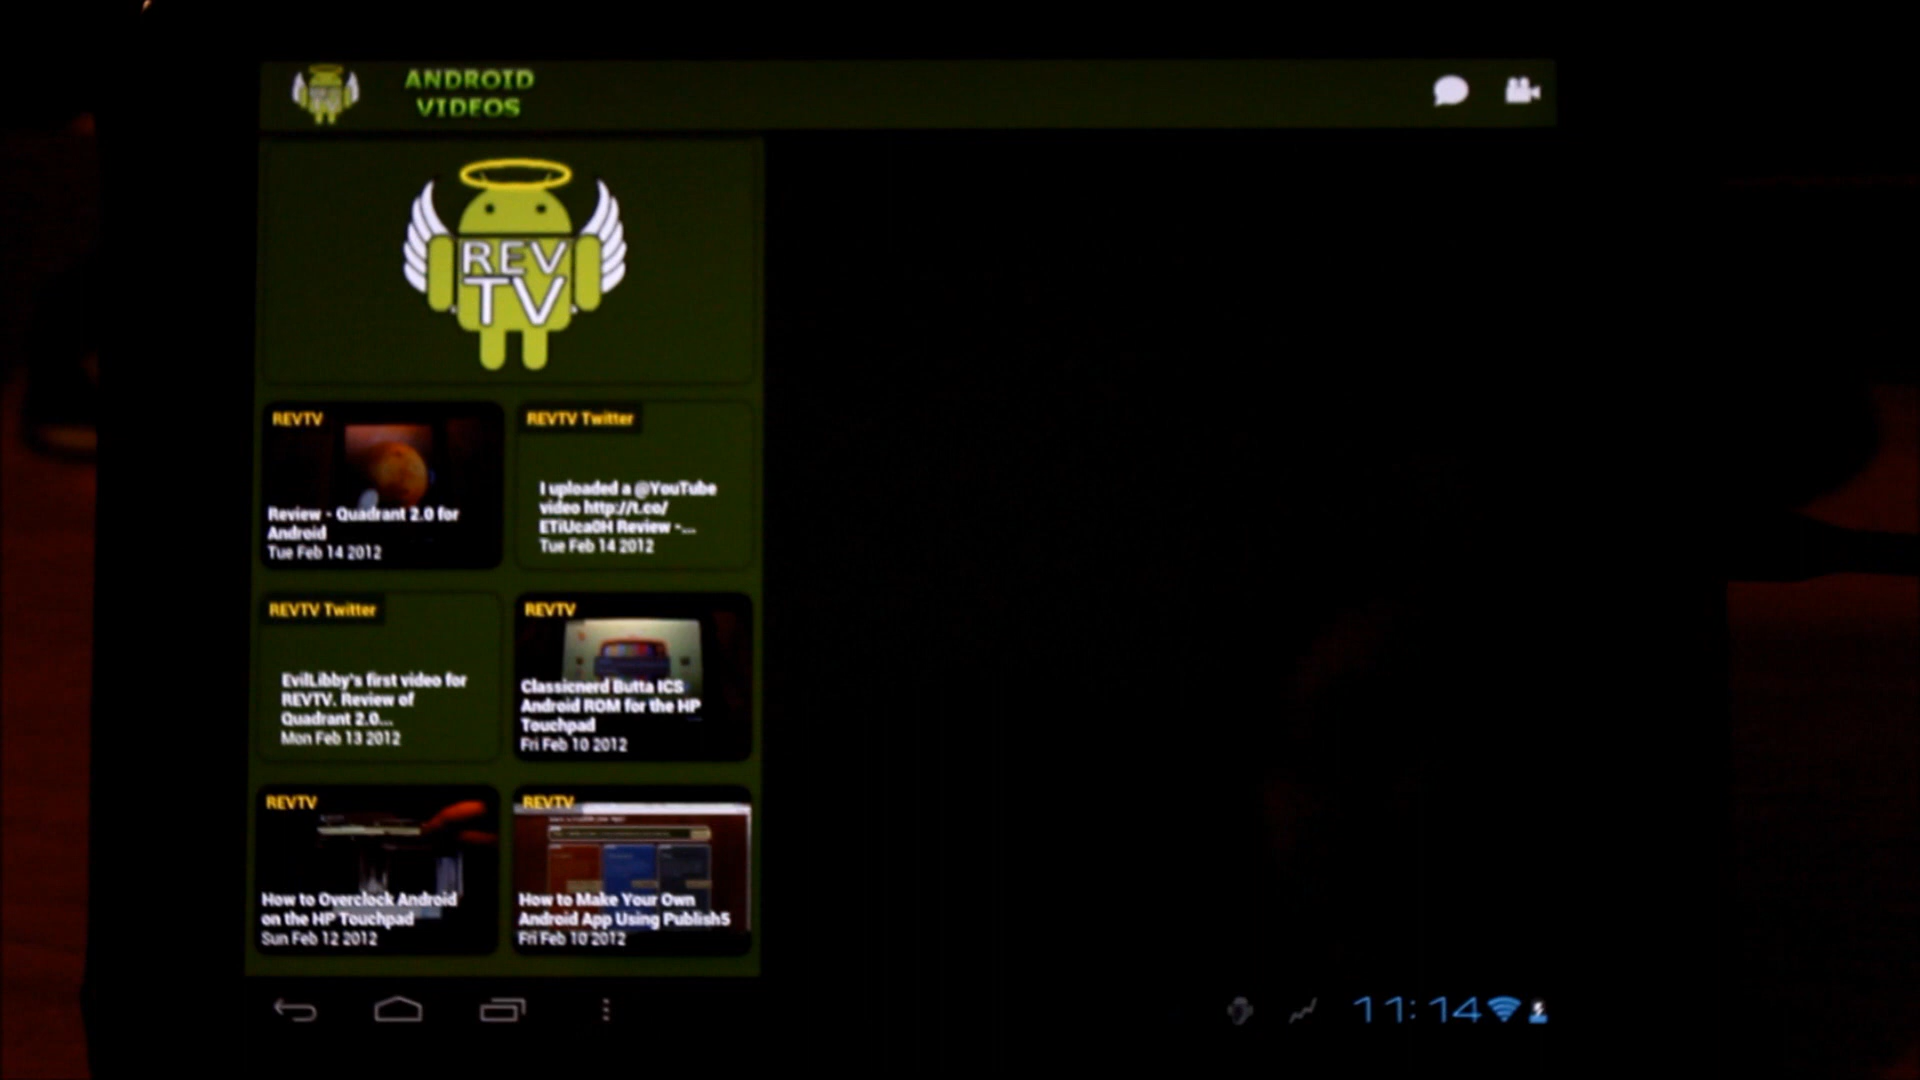 ANDROID
VIDEOS
REV
TV
REVTV
Review - Quadrant 2.0 for
Android
Tue Feb 14 2012
REVTV Twitter
I uploaded a @YouTube
video http://t.co/
ETiUca0H Review -...
Tue Feb 14 2012
REVTV Twitter
EvilLibby's first video for
REVTV. Review of
Quadrant 2.0...
Mon Feb 13 2012
REVTV
Classicnerd Butta ICS
Android ROM for the HP
Touchpad
Fri Feb 10 2012
REVTV
How to Overclock Android
on the HP Touchpad
Sun Feb 12 2012
REVTV
How to Make Your Own
Android App Using Publish5
Fri Feb 10 2012
11:14